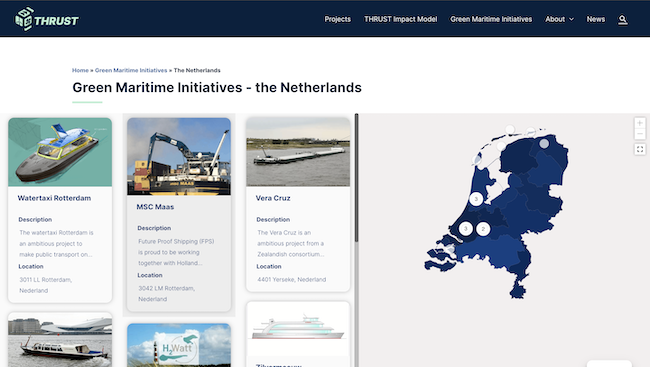 THRUST
Projects THRUST Impact Model Green Maritime Initiatives About News
Home » Green Maritime Initiatives » The Netherlands
Green Maritime Initiatives - the Netherlands
Watertaxi Rotterdam
Description
The watertaxi Rotterdam is
an ambitious project to
make public transport on...
Location
3011 LL Rotterdam,
Nederland
MSC Maas
Description
Future Proof Shipping (FPS)
is proud to be working
together with Holland...
Location
3042 LM Rotterdam,
Nederland
Vera Cruz
Description
The Vera Cruz is an
ambitious project from a
Zealandish consortium...
Location
4401 Yerseke, Nederland
H2Watt
3
3 2
+
−